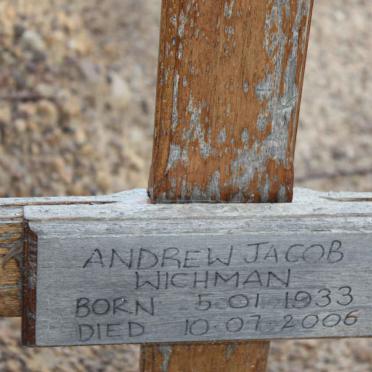 ANDREW JACOB
WICHMAN
BORN 5.01.1933
DIED 10.07.2006